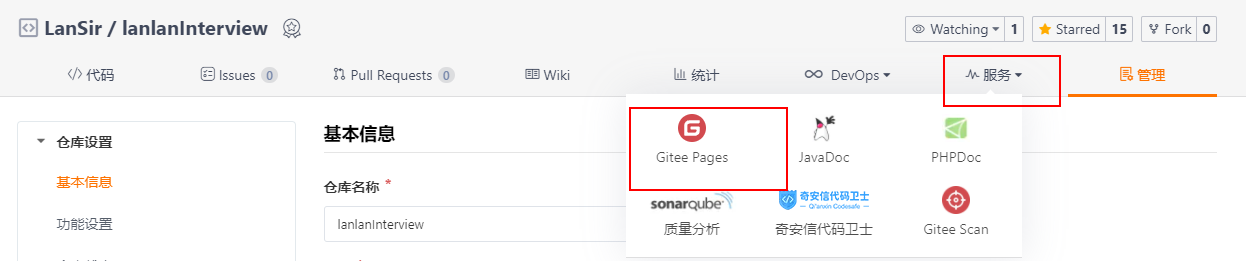 LanSir / lanlanInterview
Watching 1 Starred 15 Fork 0
代码 Issues 0 Pull Requests 0 Wiki 统计 DevOps 服务 管理
仓库设置
基本信息
功能设置
基本信息
仓库名称 *
lanlanInterview
Gitee Pages JavaDoc PHPDoc
sonarqube 奇安信代码卫士 Qi'anxin Codesafe
质量分析 奇安信代码卫士 Gitee Scan